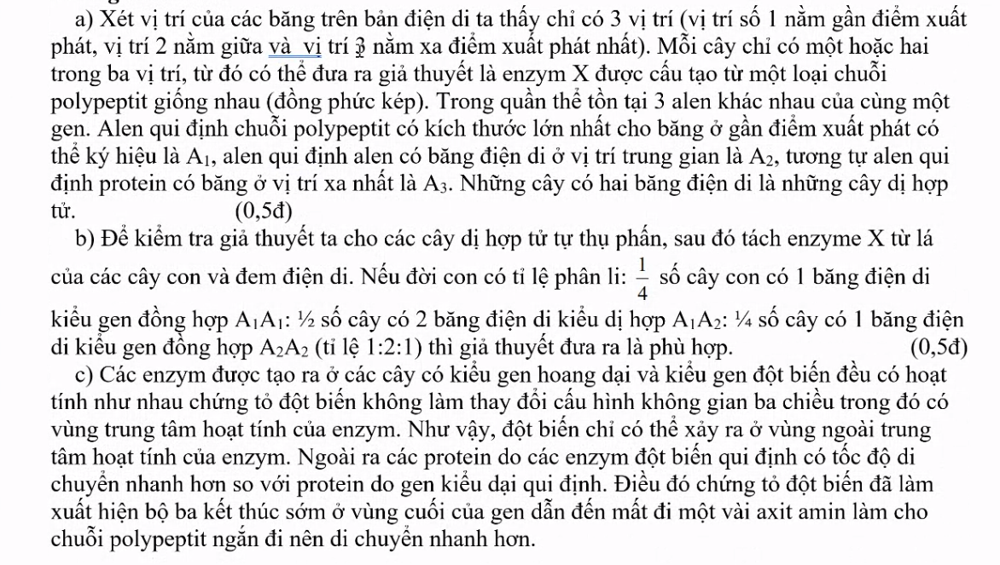 a) Xét vị trí của các băng trên bản điện di ta thấy chỉ có 3 vị trí (vị trí số 1 nằm gần điểm xuất
phát, vị trí 2 nằm giữa và vị trí 3 nằm xa điểm xuất phát nhất). Mỗi cây chỉ có một hoặc hai
trong ba vị trí, từ đó có thể đưa ra giả thuyết là enzym X được cấu tạo từ một loại chuỗi
polypeptit giống nhau (đồng phức kép). Trong quần thể tồn tại 3 alen khác nhau của cùng một
gen. Alen qui định chuỗi polypeptit có kích thước lớn nhất cho băng ở gần điểm xuất phát có
thể ký hiệu là A₁, alen qui định alen có băng điện di ở vị trí trung gian là A₂, tương tự alen qui
định protein có băng ở vị trí xa nhất là A₃. Những cây có hai băng điện di là những cây dị hợp
tử. (0,5đ)
b) Để kiểm tra giả thuyết ta cho các cây dị hợp tử tự thụ phấn, sau đó tách enzyme X từ lá
của các cây con và đem điện di. Nếu đời con có tỉ lệ phân li: 1/4 số cây con có 1 băng điện di
kiểu gen đồng hợp A₁A₁: ½ số cây có 2 băng điện di kiểu dị hợp A₁A₂: ¼ số cây có 1 băng điện
di kiểu gen đồng hợp A₂A₂ (tỉ lệ 1:2:1) thì giả thuyết đưa ra là phù hợp. (0,5đ)
c) Các enzym được tạo ra ở các cây có kiểu gen hoang dại và kiểu gen đột biến đều có hoạt
tính như nhau chứng tỏ đột biến không làm thay đổi cấu hình không gian ba chiều trong đó có
vùng trung tâm hoạt tính của enzym. Như vậy, đột biến chỉ có thể xảy ra ở vùng ngoài trung
tâm hoạt tính của enzym. Ngoài ra các protein do các enzym đột biến qui định có tốc độ di
chuyển nhanh hơn so với protein do gen kiểu dại qui định. Điều đó chứng tỏ đột biến đã làm
xuất hiện bộ ba kết thúc sớm ở vùng cuối của gen dẫn đến mất đi một vài axit amin làm cho
chuỗi polypeptit ngắn đi nên di chuyển nhanh hơn.